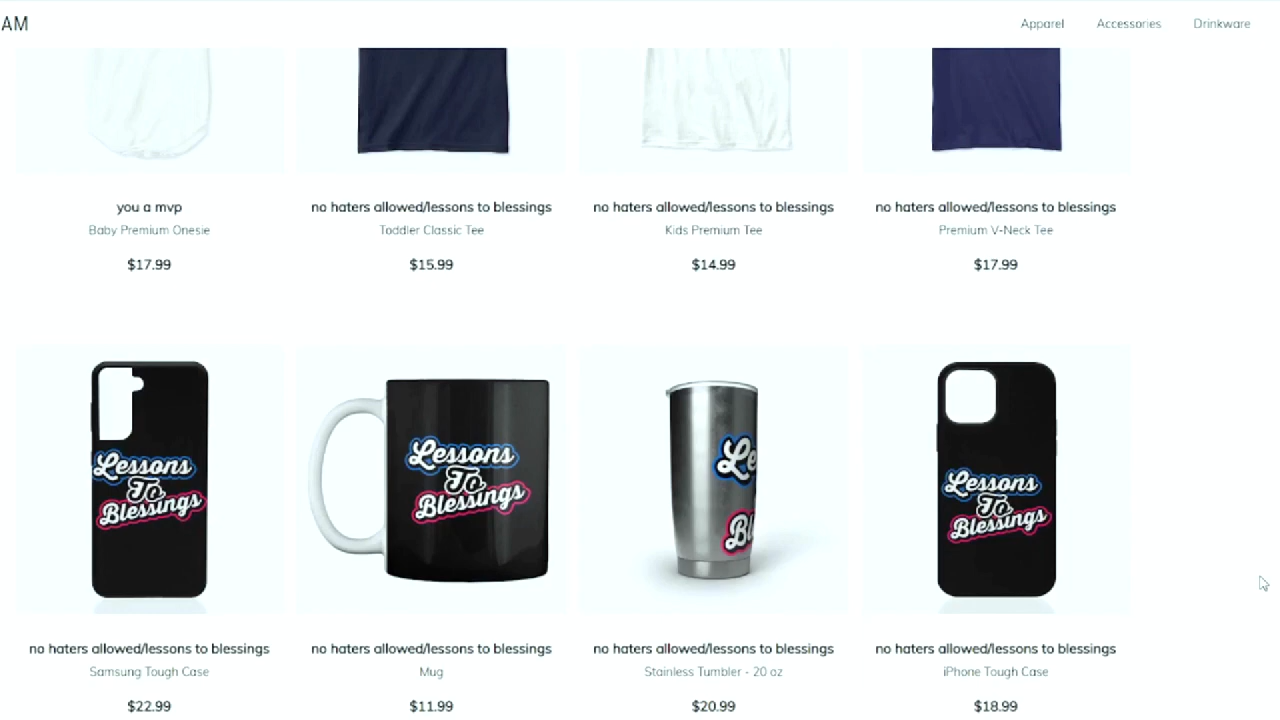 AM
Apparel Accessories Drinkware
you a mvp
Baby Premium Onesie
$17.99
no haters allowed/lessons to blessings
Toddler Classic Tee
$15.99
no haters allowed/lessons to blessings
Kids Premium Tee
$14.99
no haters allowed/lessons to blessings
Premium V-Neck Tee
$17.99
Lessons
To
Blessings
no haters allowed/lessons to blessings
Samsung Tough Case
$22.99
Lessons
To
Blessings
no haters allowed/lessons to blessings
Mug
$11.99
Le
Bl
no haters allowed/lessons to blessings
Stainless Tumbler - 20 oz
$20.99
Lessons
To
Blessings
no haters allowed/lessons to blessings
iPhone Tough Case
$18.99